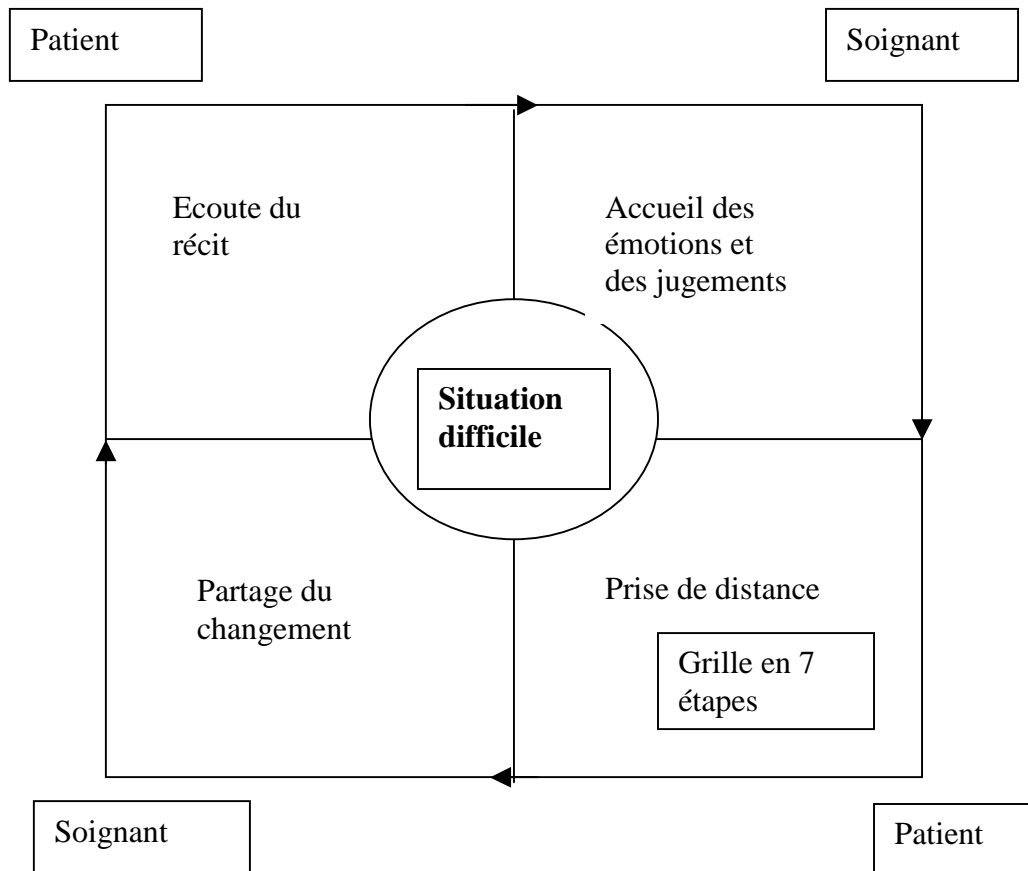 Patient
Soignant
Ecoute du
récit
Accueil des
émotions et
des jugements
Situation
difficile
Partage du
changement
Prise de distance
Grille en 7
étapes
Soignant
Patient